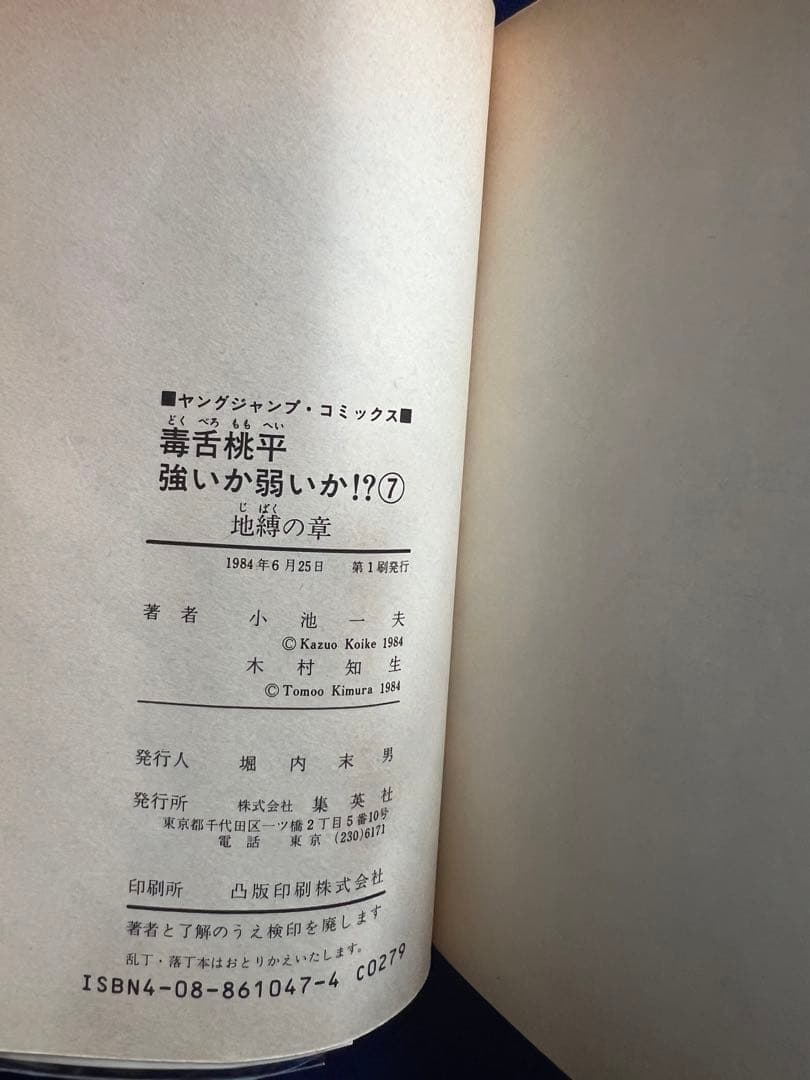 ■ヤングジャンプ・コミックス■
どく べろ もも へい
毒舌桃平
強いか弱いか!?⑦
じ ばく
地縛の章
1984年6月25日 第1刷発行
著者 小池一夫
©Kazuo Koike 1984
木村知生
©Tomoo Kimura 1984
発行人 堀内末男
発行所 株式会社 集英社
東京都千代田区一ツ橋2丁目5番10号
電話 東京 (230)6171
印刷所 凸版印刷株式会社
著者と了解のうえ検印を廃します
乱丁・落丁本はおとりかえいたします。
ISBN4-08-861047-4 C0279